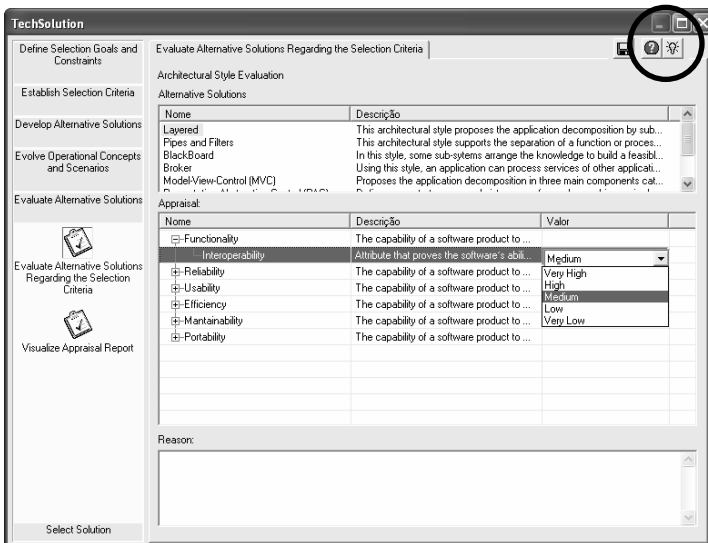 TechSolution
Define Selection Goals and
Constraints
Establish Selection Criteria
Develop Alternative Solutions
Evolve Operational Concepts
and Scenarios
Evaluate Alternative Solutions
Evaluate Alternative Solutions
Regarding the Selection
Criteria
Visualize Appraisal Report
Select Solution
Evaluate Alternative Solutions Regarding the Selection Criteria
Architectural Style Evaluation
Alternative Solutions
Nome Descrição
Layered This architectural style proposes the application decomposition by sub...
Pipes and Filters This architectural style supports the separation of a function or proces...
BlackBoard In this style, some sub-sytems arrange the knowledge to build a feasibl...
Broker Using this style, an application can process services of other applicati...
Model-View-Control (MVC) Proposes the application decomposition in three main components cat...
Appraisal:
Nome Descrição Valor
Functionality The capability of a software product to ...
Interoperability Attribute that proves the software's abili... Medium
Reliability The capability of a software product to ...
Usability The capability of a software product to ...
Efficiency The capability of a software product to ...
Mantainability The capability of a software product to ...
Portability The capability of a software product to ...
Very High
High
Medium
Low
Very Low
Reason: